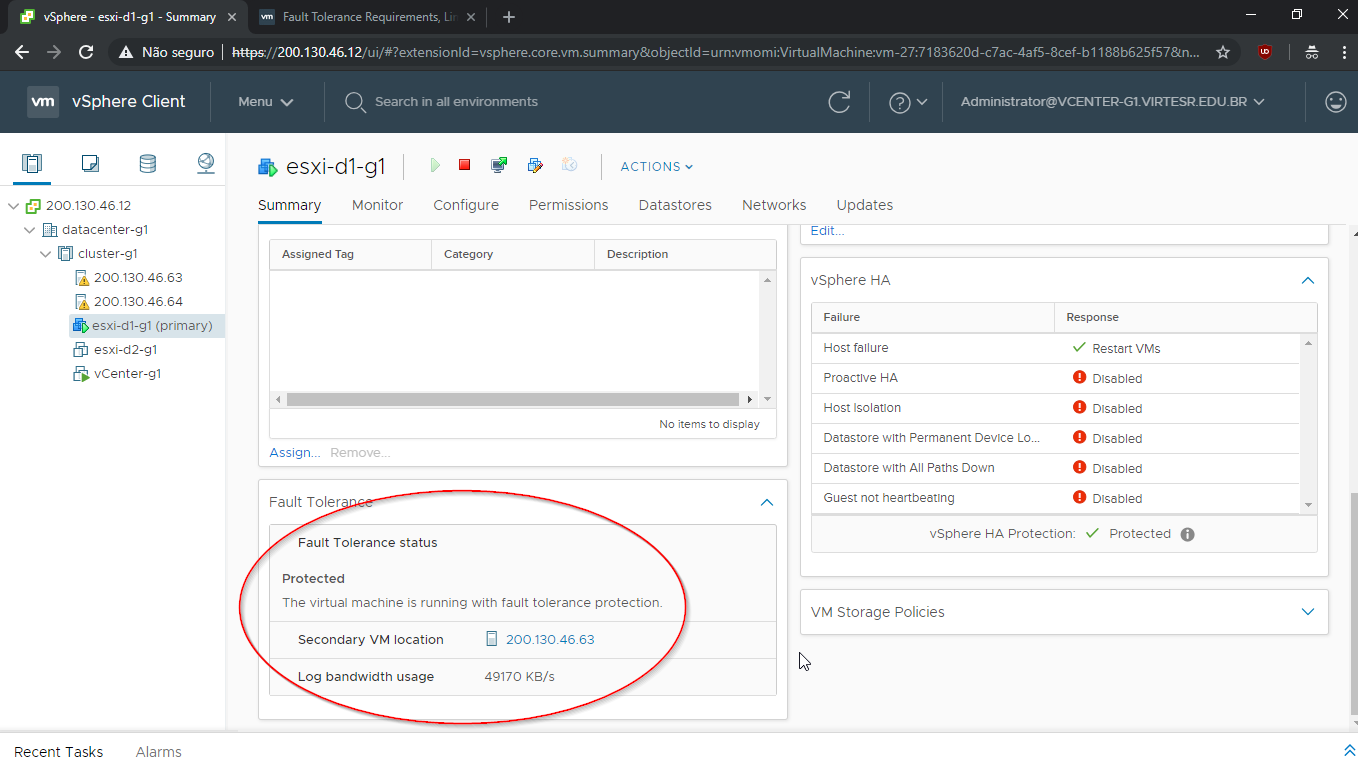 vSphere - esxi-d1-g1 - Summary
vm Fault Tolerance Requirements, Lin
Não seguro
https://200.130.46.12/ui/#?extensionId=vsphere.core.vm.summary&objectId=urn:vmomi:VirtualMachine:vm-27:7183620d-c7ac-4af5-8cef-b1188b625f57&n...
vm vSphere Client
Menu
Search in all environments
Administrator@VCENTER-G1.VIRTESR.EDU.BR
200.130.46.12
datacenter-g1
cluster-g1
200.130.46.63
200.130.46.64
esxi-d1-g1 (primary)
esxi-d2-g1
vCenter-g1
esxi-d1-g1
ACTIONS
Summary Monitor Configure Permissions Datastores Networks Updates
Assigned Tag Category Description
No items to display
Assign... Remove...
Fault Tolerance
Fault Tolerance status
Protected
The virtual machine is running with fault tolerance protection.
Secondary VM location 200.130.46.63
Log bandwidth usage 49170 KB/s
Edit...
vSphere HA
Failure Response
Host failure Restart VMs
Proactive HA Disabled
Host Isolation Disabled
Datastore with Permanent Device Lo... Disabled
Datastore with All Paths Down Disabled
Guest not heartbeating Disabled
vSphere HA Protection: Protected
VM Storage Policies
Recent Tasks Alarms